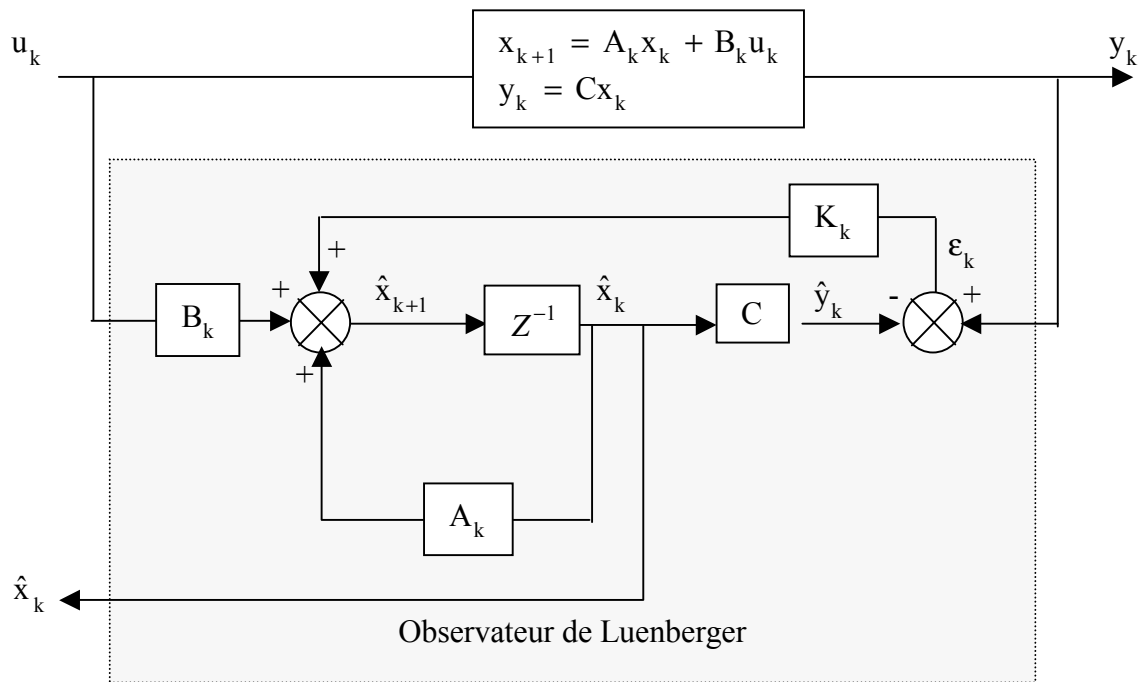 u_k
x_{k+1} = A_k x_k + B_k u_k
y_k = Cx_k
y_k
K_k
+
ε_k
B_k
+
x̂_{k+1}
Z^{-1}
x̂_k
C
ŷ_k
-
+
+
A_k
x̂_k
Observateur de Luenberger